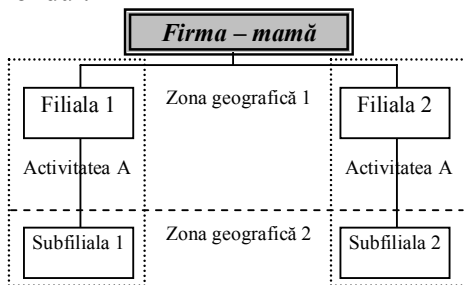 Firma – mamă
Filiala 1
Zona geografică 1
Filiala 2
Activitatea A
Activitatea A
Subfiliala 1
Zona geografică 2
Subfiliala 2